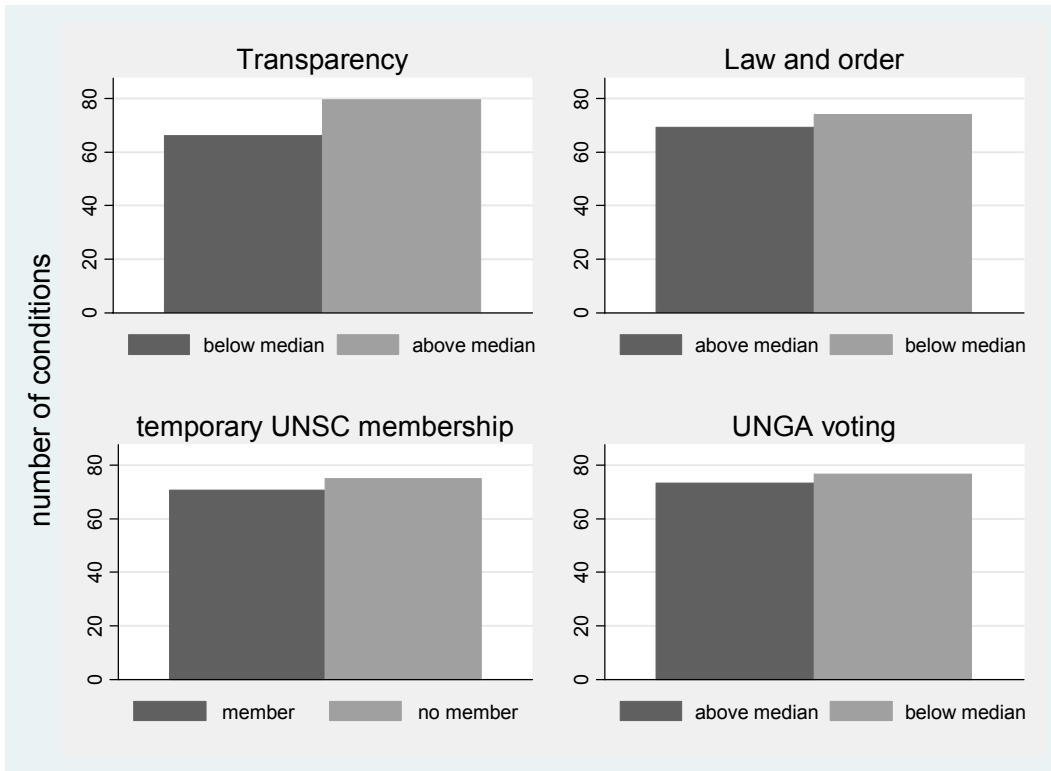 number of conditions
Transparency
80
60
40
20
0
below median above median
Law and order
80
60
40
20
0
above median below median
temporary UNSC membership
80
60
40
20
0
member no member
UNGA voting
80
60
40
20
0
above median below median